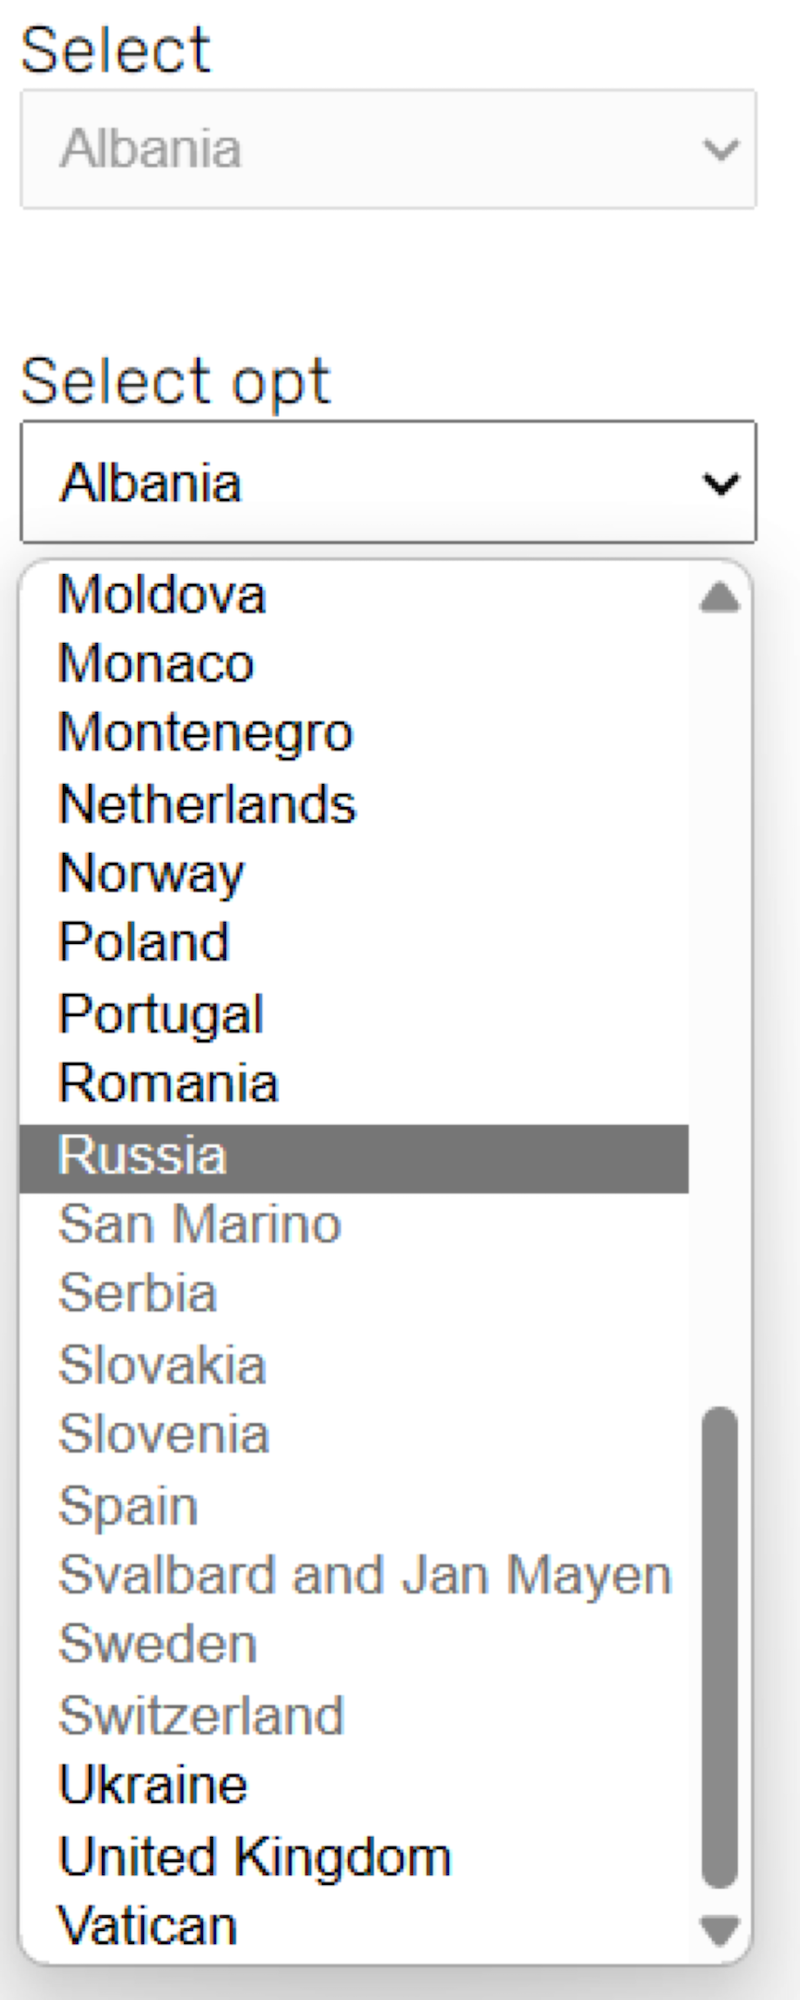 Select
Albania
Select opt
Albania
Moldova
Monaco
Montenegro
Netherlands
Norway
Poland
Portugal
Romania
Russia
San Marino
Serbia
Slovakia
Slovenia
Spain
Svalbard and Jan Mayen
Sweden
Switzerland
Ukraine
United Kingdom
Vatican